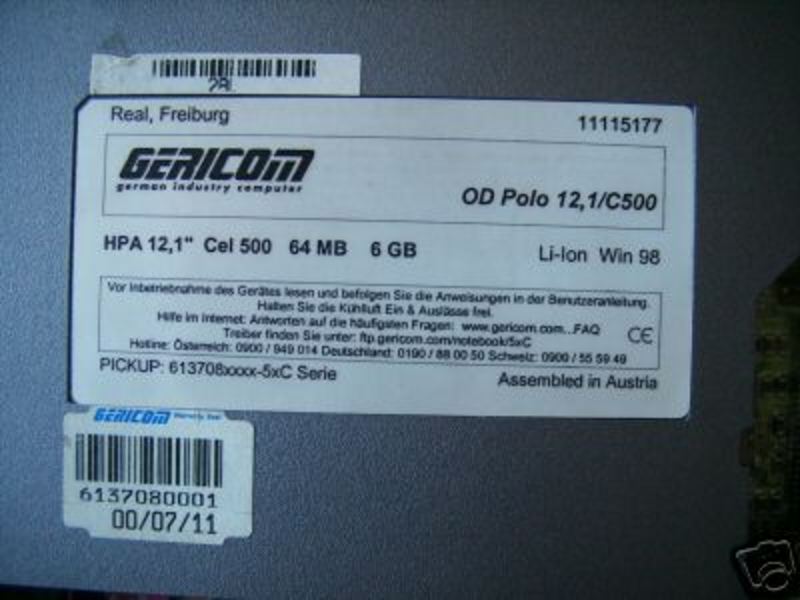 2BL
Real, Freiburg
11115177
GERICOM
german industry computer
OD Polo 12,1/C500
HPA 12,1" Cel 500 64 MB 6 GB Li-Ion Win 98
Vor Inbetriebnahme des Gerätes lesen und befolgen Sie die Anweisungen in der Benutzeranleitung.
Halten Sie die Kühlluft Ein & Auslässe frei.
Hilfe im Internet: Antworten auf die häufigsten Fragen: www.gericom.com...FAQ
Treiber finden Sie unter: ftp.gericom.com/notebook/5xC
CE
Hotline: Österreich: 0900 / 949 014 Deutschland: 0190 / 88 00 50 Schweiz: 0900 / 55 59 49
PICKUP: 613708xxxx-5xC Serie
Assembled in Austria
GERICOM Warranty Seal
6137080001
00/07/11